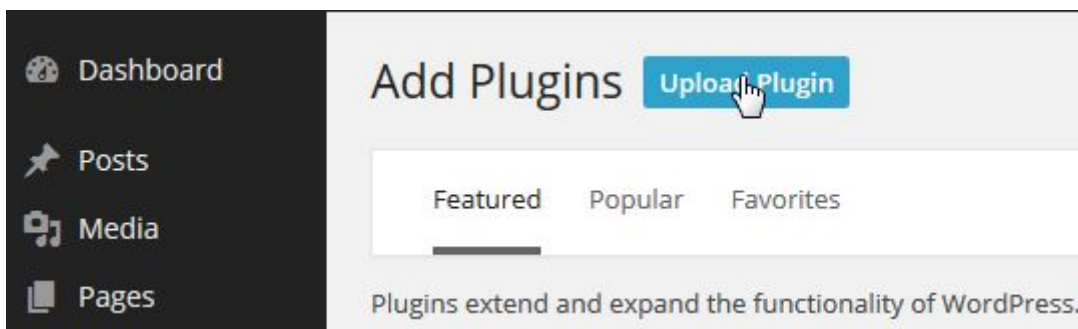 Dashboard
Posts
Media
Pages
Add Plugins
Upload Plugin
Featured Popular Favorites
Plugins extend and expand the functionality of WordPress.